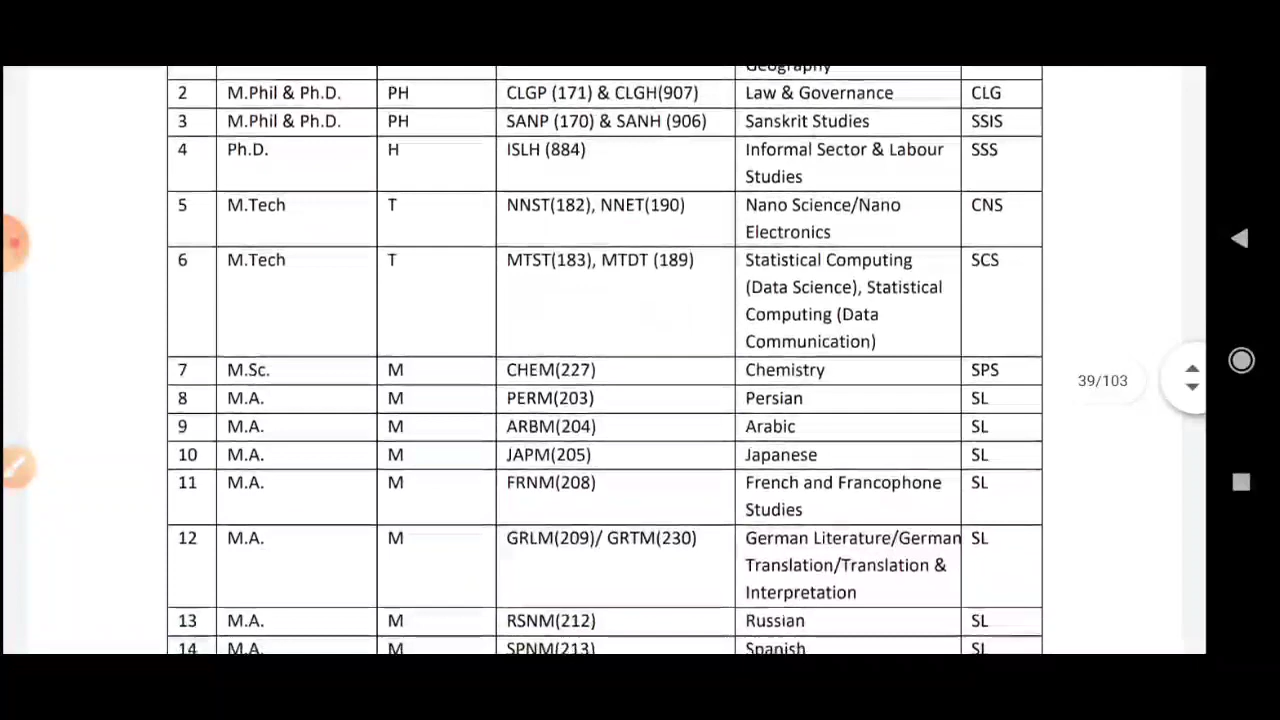 Geography
2 M.Phil & Ph.D. PH CLGP (171) & CLGH(907) Law & Governance CLG
3 M.Phil & Ph.D. PH SANP (170) & SANH (906) Sanskrit Studies SSIS
4 Ph.D. H ISLH (884) Informal Sector & Labour SSS
Studies
5 M.Tech T NNST(182), NNET(190) Nano Science/Nano CNS
Electronics
6 M.Tech T MTST(183), MTDT (189) Statistical Computing SCS
(Data Science), Statistical
Computing (Data
Communication)
7 M.Sc. M CHEM(227) Chemistry SPS
39/103
8 M.A. M PERM(203) Persian SL
9 M.A. M ARBM(204) Arabic SL
10 M.A. M JAPM(205) Japanese SL
11 M.A. M FRNM(208) French and Francophone SL
Studies
12 M.A. M GRLM(209)/ GRTM(230) German Literature/German SL
Translation/Translation &
Interpretation
13 M.A. M RSNM(212) Russian SL
14 M.A. M SPNM(213) Spanish SL